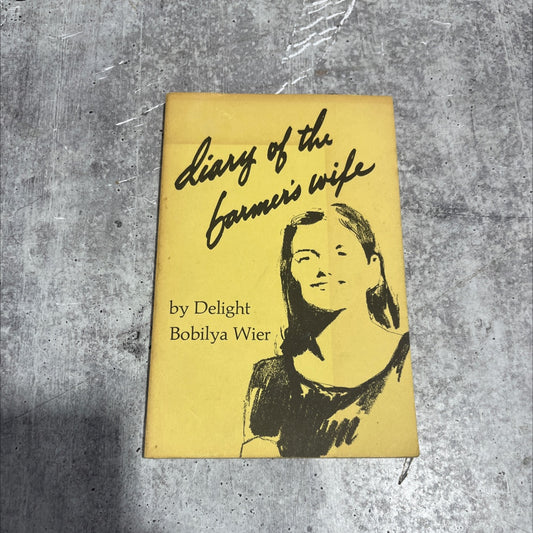 diary of the
farmer's wife
by Delight
Bobilya Wier